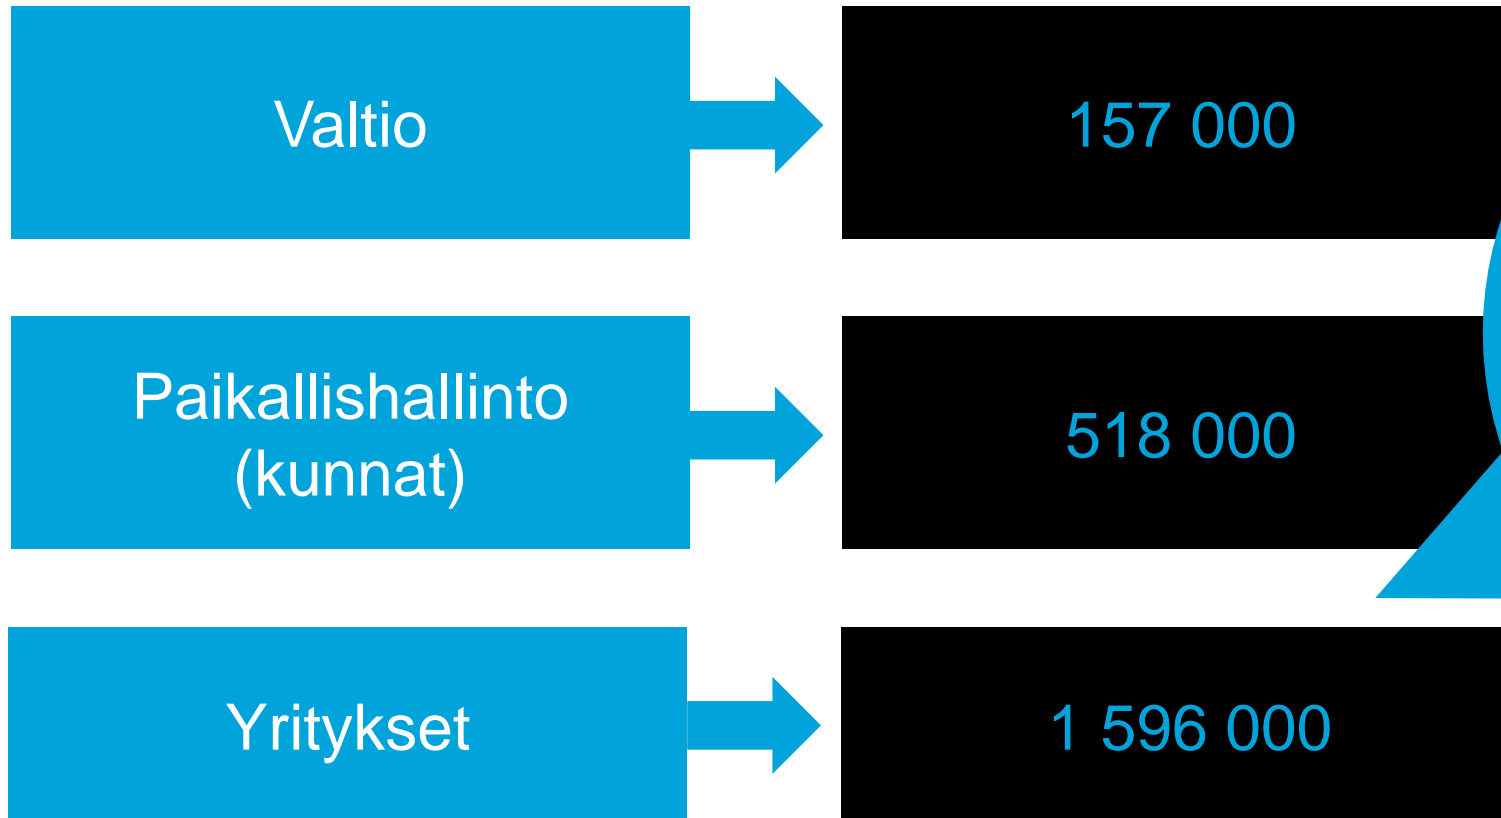 Valtio
157 000
Paikallishallinto
(kunnat)
518 000
Yritykset
1 596 000